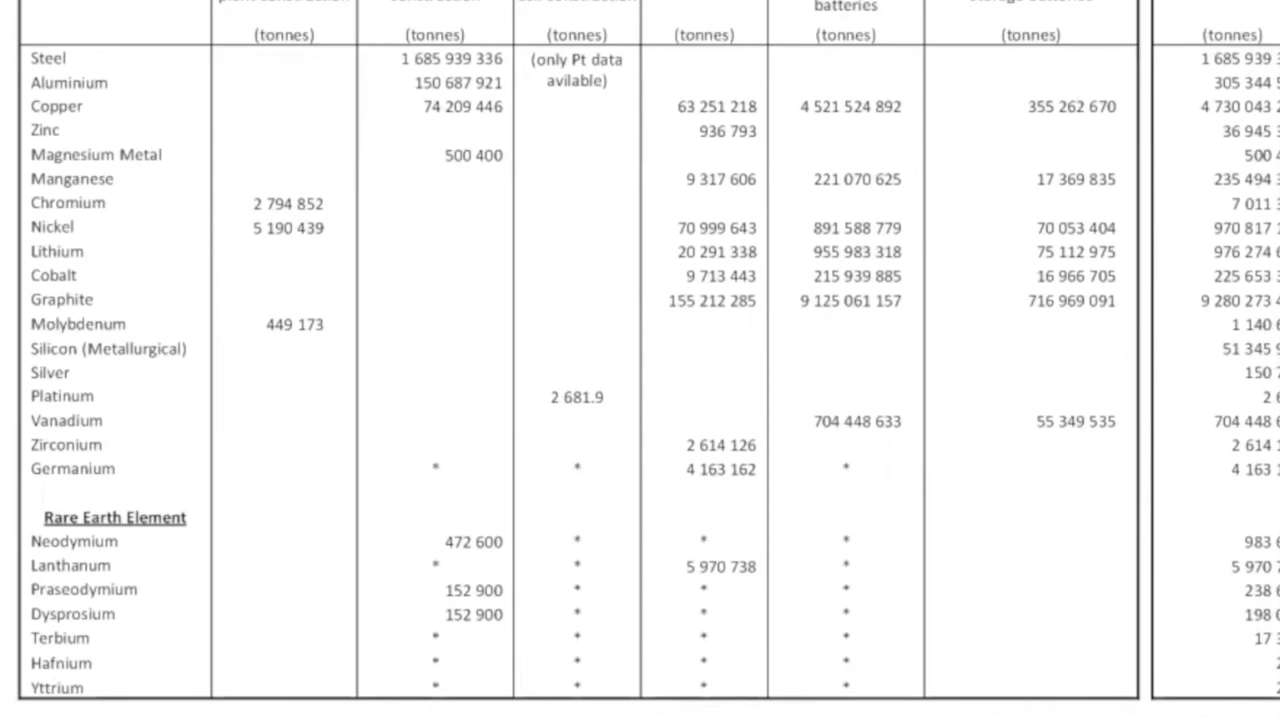 batteries
(tonnes) (tonnes) (tonnes) (tonnes) (tonnes) (tonnes) (tonnes)
Steel 1 685 939 336 (only Pt data 1 685 939
Aluminium 150 687 921 avilable) 305 344
Copper 74 209 446 63 251 218 4 521 524 892 355 262 670 4 730 043
Zinc 936 793 36 945
Magnesium Metal 500 400 500
Manganese 9 317 606 221 070 625 17 369 835 235 494
Chromium 2 794 852 7 011
Nickel 5 190 439 70 999 643 891 588 779 70 053 404 970 817
Lithium 20 291 338 955 983 318 75 112 975 976 274
Cobalt 9 713 443 215 939 885 16 966 705 225 653
Graphite 155 212 285 9 125 061 157 716 969 091 9 280 273
Molybdenum 449 173 1 140
Silicon (Metallurgical) 51 345
Silver 150
Platinum 2 681.9 2
Vanadium 704 448 633 55 349 535 704 448
Zirconium 2 614 126 2 614
Germanium * * 4 163 162 * 4 163
Rare Earth Element
Neodymium 472 600 * * * 983
Lanthanum * * 5 970 738 * 5 970
Praseodymium 152 900 * * * 238
Dysprosium 152 900 * * * 198
Terbium * * * * 17
Hafnium * * * *
Yttrium * * * *